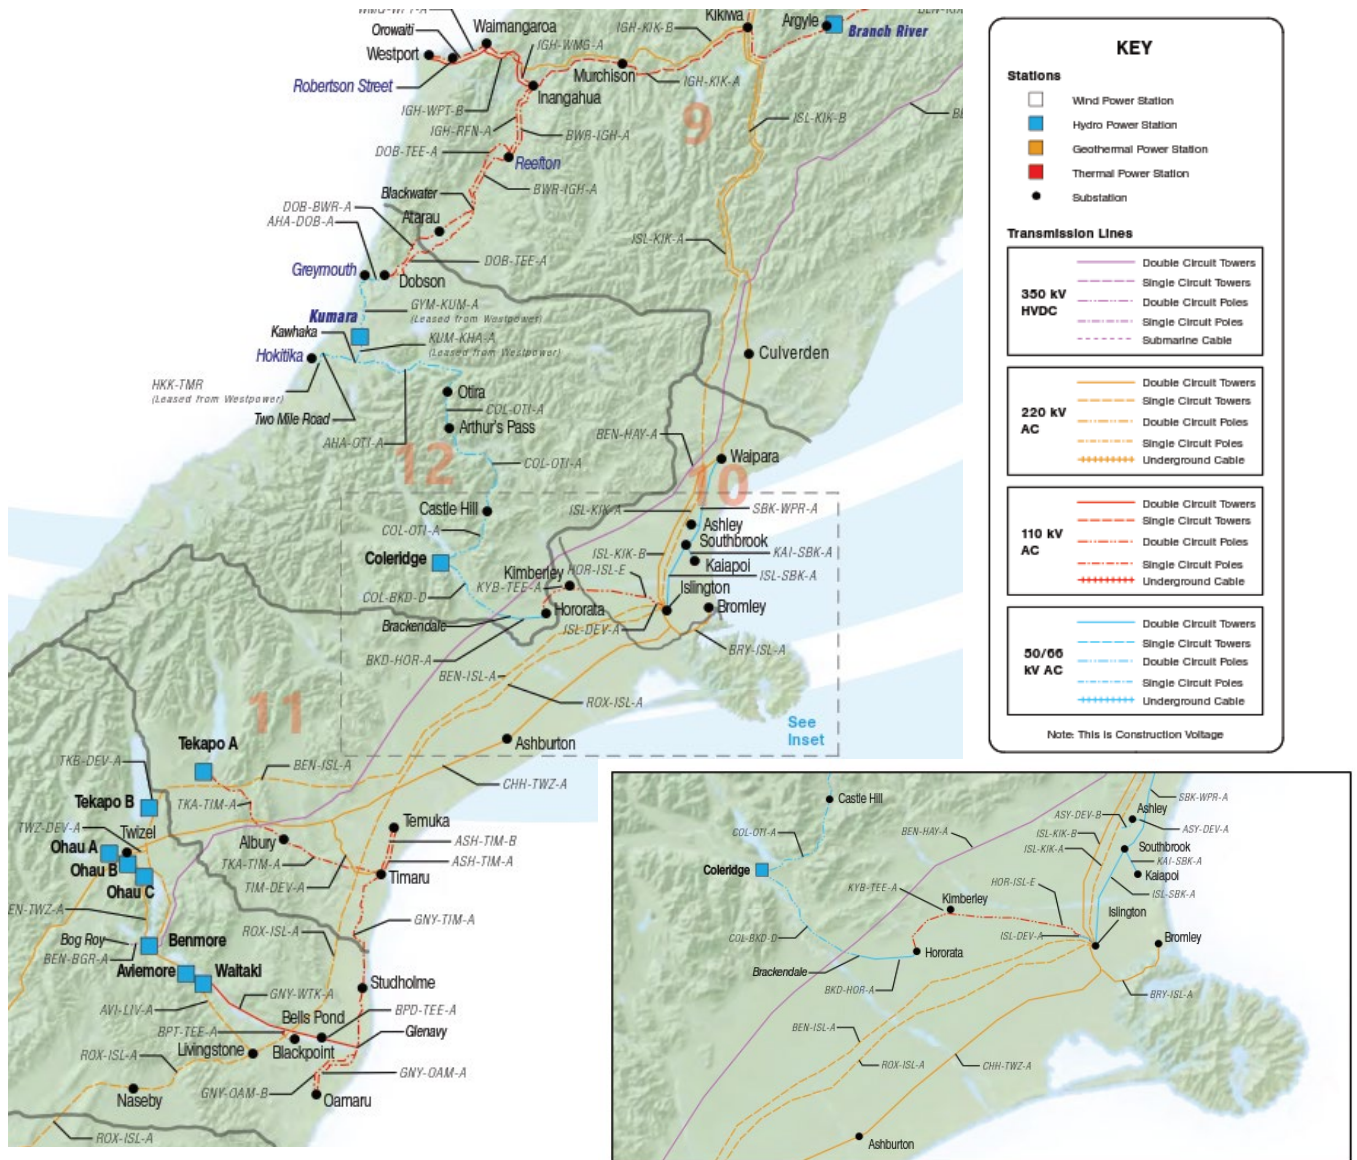 Kikiwa
Argyle
Branch River
Waimangaroa
Orowaiti
Westport
Robertson Street
IGH-WMG-A
IGH-KIK-B
Murchison
IGH-KIK-A
Inangahua
IGH-WPT-B
IGH-RFN-A
BWR-IGH-A
DOB-TEE-A
Reefton
BWR-IGH-A
9
ISL-KIK-B
Blackwater
DOB-BWR-A
AHA-DOB-A
Atarau
ISL-KIK-A
DOB-TEE-A
Greymouth
Dobson
GYM-KUM-A
(Leased from Westpower)
Kumara
Kawhaka
KUM-KHA-A
(Leased from Westpower)
Hokitika
HKK-TMR
(Leased from Westpower)
Two Mile Road
Culverden
Otira
COL-OTI-A
Arthur's Pass
AHA-OTI-A
12
COL-OTI-A
BEN-HAY-A
Waipara
10
Castle Hill
COL-OTI-A
ISL-KIK-A
SBK-WPR-A
Ashley
Southbrook
KAI-SBK-A
Kaiapoi
ISL-KIK-B
Coleridge
Kimberley
HOR-ISL-E
KYB-TEE-A
ISL-SBK-A
Islington
COL-BKD-D
Hororata
Bromley
Brackendale
ISL-DEV-A
BKD-HOR-A
BRY-ISL-A
BEN-ISL-A
ROX-ISL-A
11
See
Inset
Ashburton
Tekapo A
BEN-ISL-A
TKB-DEV-A
CHH-TWZ-A
Tekapo B
TKA-TIM-A
TWZ-DEV-A
Twizel
Temuka
ASH-TIM-B
Ohau A
Albury
ASH-TIM-A
Ohau B
TKA-TIM-A
Timaru
Ohau C
TIM-DEV-A
EN-TWZ-A
GNY-TIM-A
Bog Roy
Benmore
ROX-ISL-A
BEN-BGR-A
Aviemore
Waitaki
Studholme
GNY-WTK-A
AVI-LIV-A
Bells Pond
BPD-TEE-A
BPT-TEE-A
Glenavy
Livingstone
Blackpoint
ROX-ISL-A
GNY-OAM-A
Naseby
GNY-OAM-B
Oamaru
ROX-ISL-A
KEY
Stations
Wind Power Station
Hydro Power Station
Geothermal Power Station
Thermal Power Station
Substation
Transmission Lines
350 kV
HVDC
Double Circuit Towers
Single Circuit Towers
Double Circuit Poles
Single Circuit Poles
Submarine Cable
220 kV
AC
Double Circuit Towers
Single Circuit Towers
Double Circuit Poles
Single Circuit Poles
Underground Cable
110 kV
AC
Double Circuit Towers
Single Circuit Towers
Double Circuit Poles
Single Circuit Poles
Underground Cable
50/66
kV AC
Double Circuit Towers
Single Circuit Towers
Double Circuit Poles
Single Circuit Poles
Underground Cable
Note: This is Construction Voltage
Castle Hill
SBK-WPR-A
Ashley
ASY-DEV-B
ASY-DEV-A
COL-OTI-A
BEN-HAY-A
ISL-KIK-B
ISL-KIK-A
Southbrook
KAI-SBK-A
Kaiapoi
Coleridge
KYB-TEE-A
HOR-ISL-E
ISL-SBK-A
Kimberley
Islington
COL-BKD-D
ISL-DEV-A
Bromley
Hororata
Brackendale
BKD-HOR-A
BRY-ISL-A
BEN-ISL-A
ROX-ISL-A
CHH-TWZ-A
Ashburton